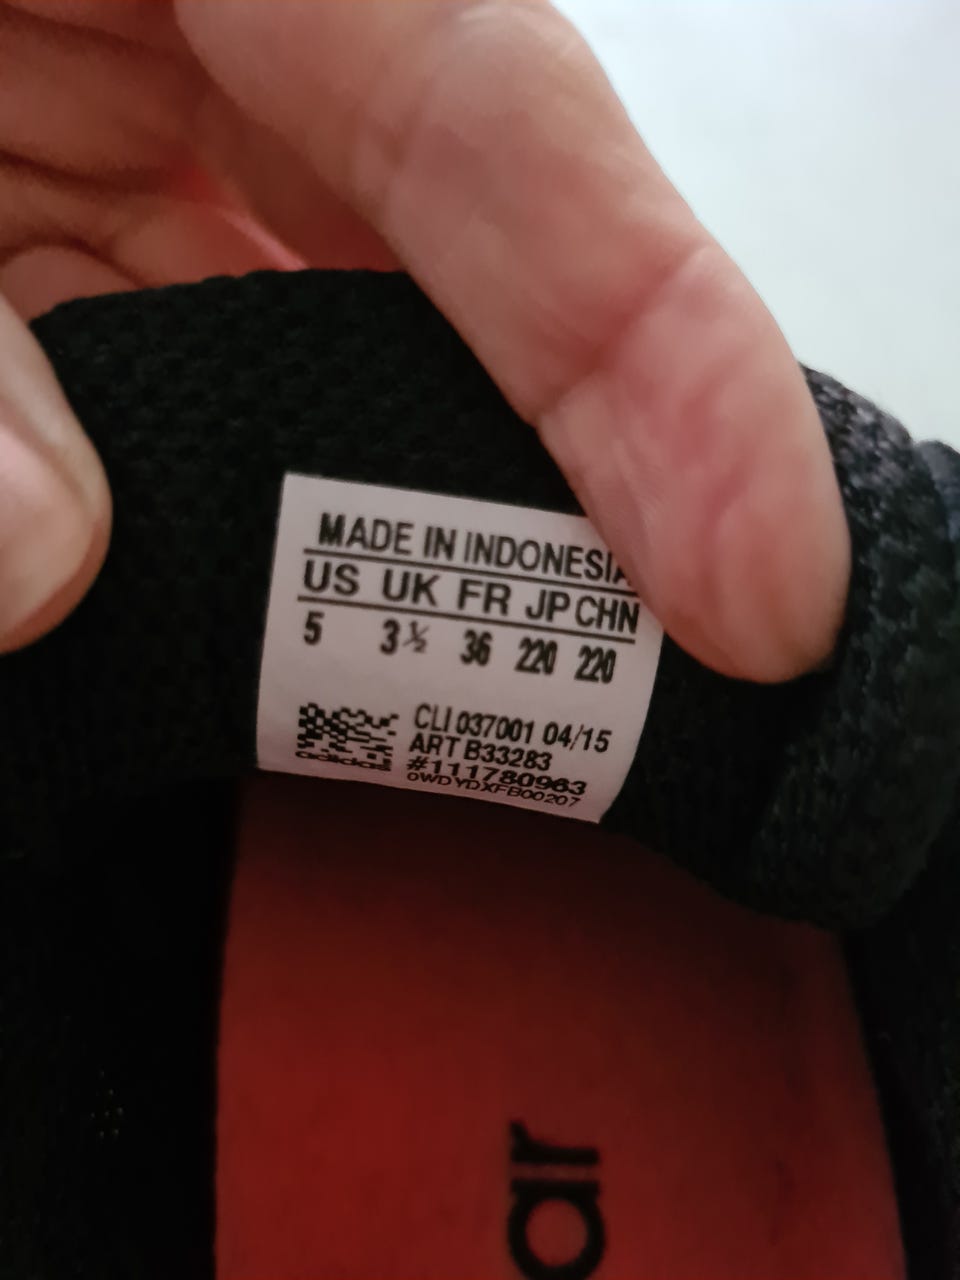 MADE IN INDONESIA
US UK FR JP CHN
5 3½ 36 220 220
CLI 037001 04/15
ART B33283
#111780963
0WDYDXFB00207
adidas
ar